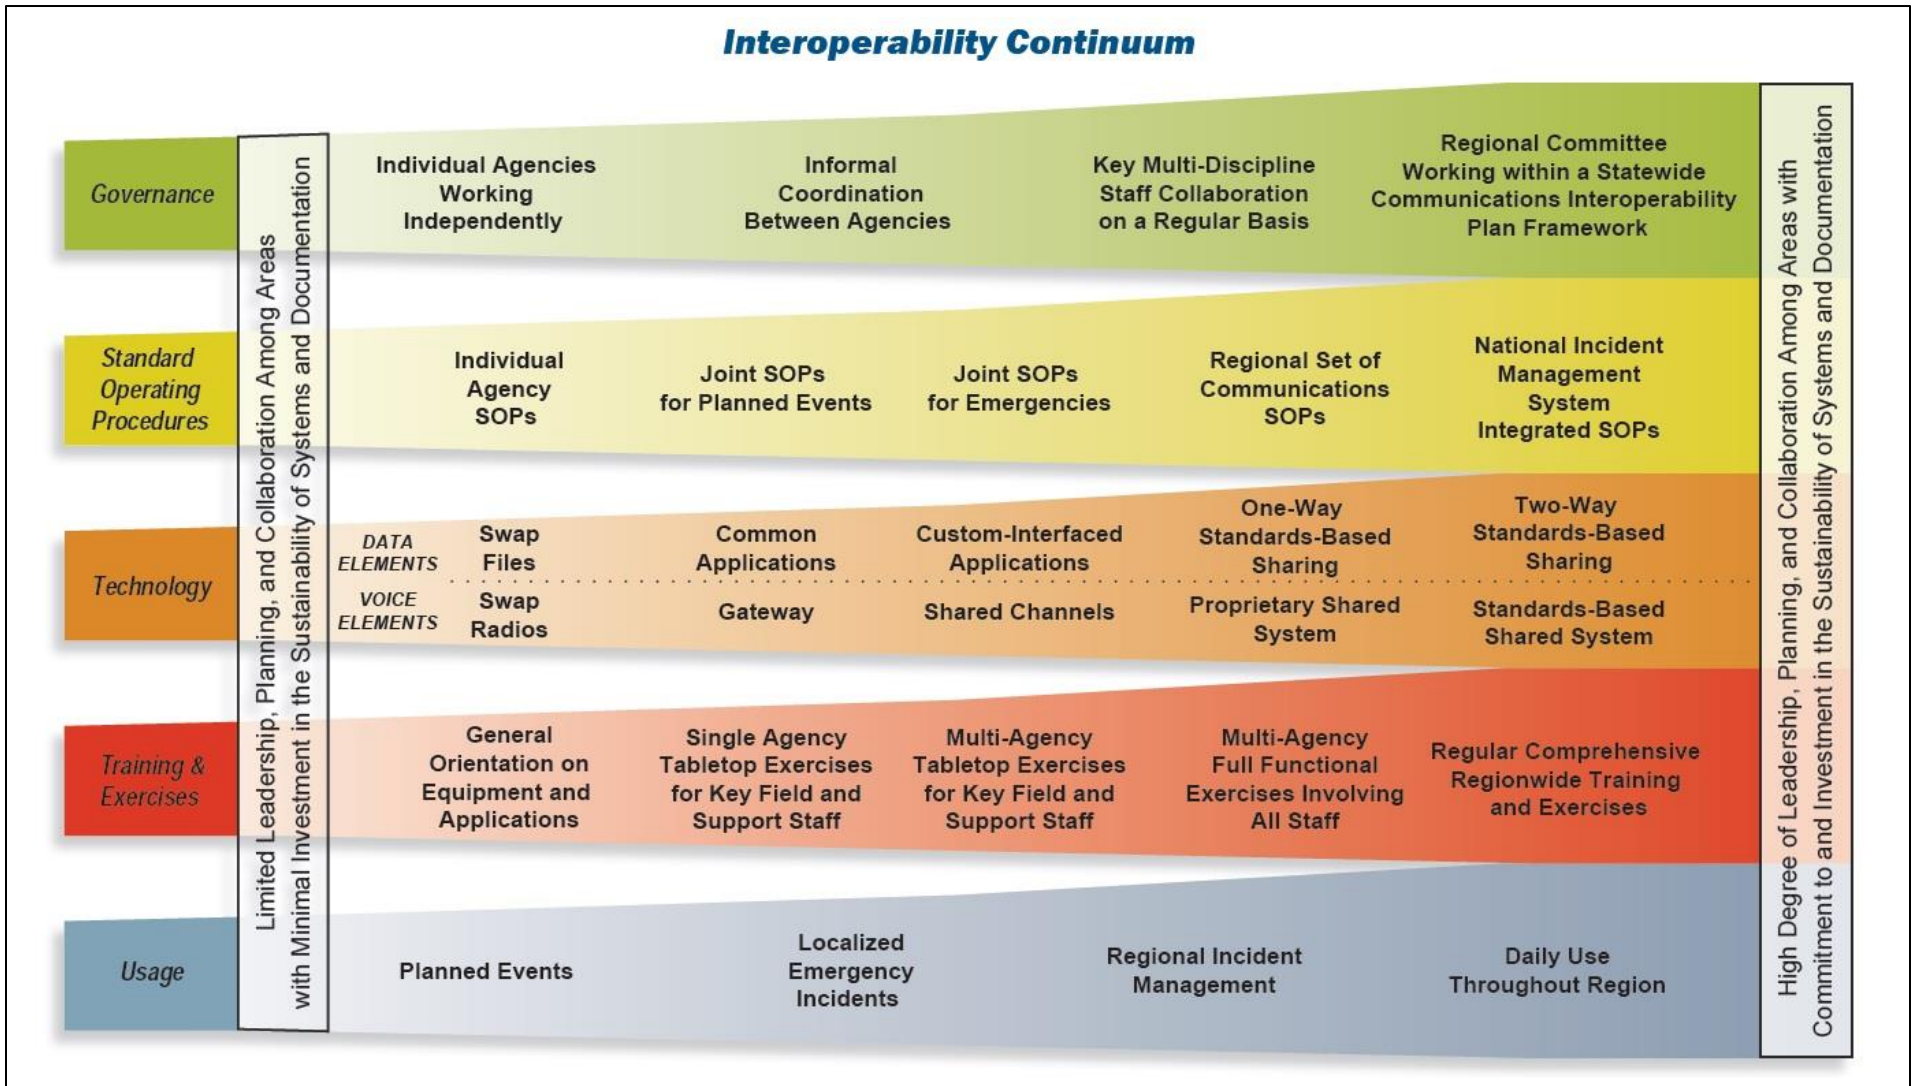 Interoperability Continuum
Limited Leadership, Planning, and Collaboration Among Areas
with Minimal Investment in the Sustainability of Systems and Documentation
Governance
Individual Agencies
Working
Independently
Informal
Coordination
Between Agencies
Key Multi-Discipline
Staff Collaboration
on a Regular Basis
Regional Committee
Working within a Statewide
Communications Interoperability
Plan Framework
Standard
Operating
Procedures
Individual
Agency
SOPs
Joint SOPs
for Planned Events
Joint SOPs
for Emergencies
Regional Set of
Communications
SOPs
National Incident
Management
System
Integrated SOPs
Technology
DATA
ELEMENTS
Swap
Files
Common
Applications
Custom-Interfaced
Applications
One-Way
Standards-Based
Sharing
Two-Way
Standards-Based
Sharing
VOICE
ELEMENTS
Swap
Radios
Gateway
Shared Channels
Proprietary Shared
System
Standards-Based
Shared System
Training &
Exercises
General
Orientation on
Equipment and
Applications
Single Agency
Tabletop Exercises
for Key Field and
Support Staff
Multi-Agency
Tabletop Exercises
for Key Field and
Support Staff
Multi-Agency
Full Functional
Exercises Involving
All Staff
Regular Comprehensive
Regionwide Training
and Exercises
Usage
Planned Events
Localized
Emergency
Incidents
Regional Incident
Management
Daily Use
Throughout Region
High Degree of Leadership, Planning, and Collaboration Among Areas with
Commitment to and Investment in the Sustainability of Systems and Documentation